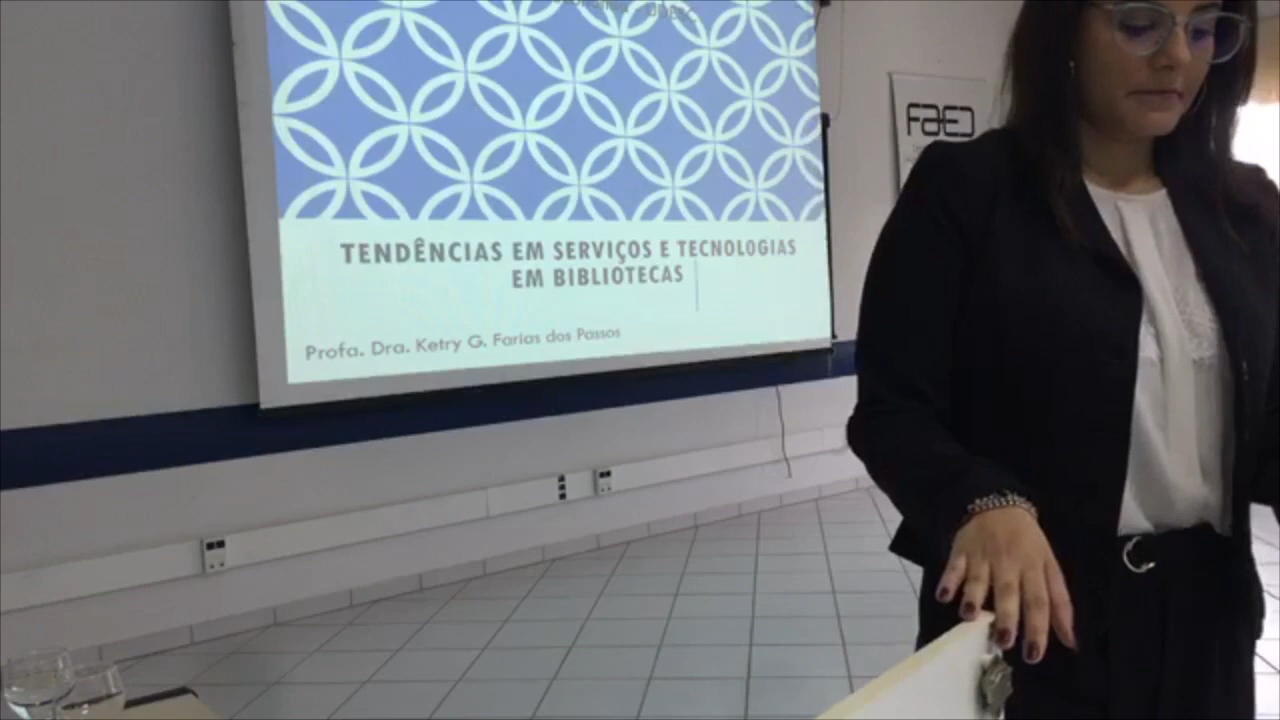 TENDÊNCIAS EM SERVIÇOS E TECNOLOGIAS
EM BIBLIOTECAS
Profa. Dra. Ketry G. Farias dos Passos
FAED